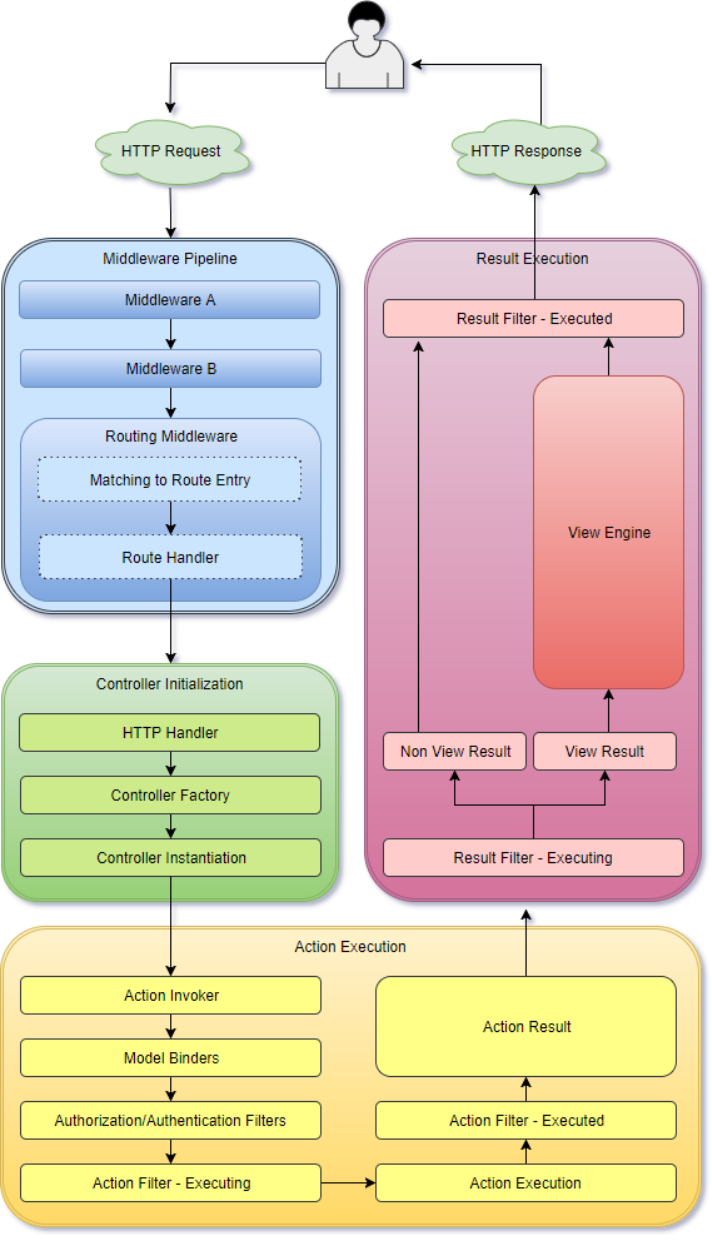 HTTP Request
HTTP Response
Middleware Pipeline
Middleware A
Middleware B
Routing Middleware
Matching to Route Entry
Route Handler
Controller Initialization
HTTP Handler
Controller Factory
Controller Instantiation
Action Execution
Action Invoker
Model Binders
Authorization/Authentication Filters
Action Filter - Executing
Action Execution
Action Filter - Executed
Action Result
Result Execution
Result Filter - Executing
Non View Result
View Result
View Engine
Result Filter - Executed